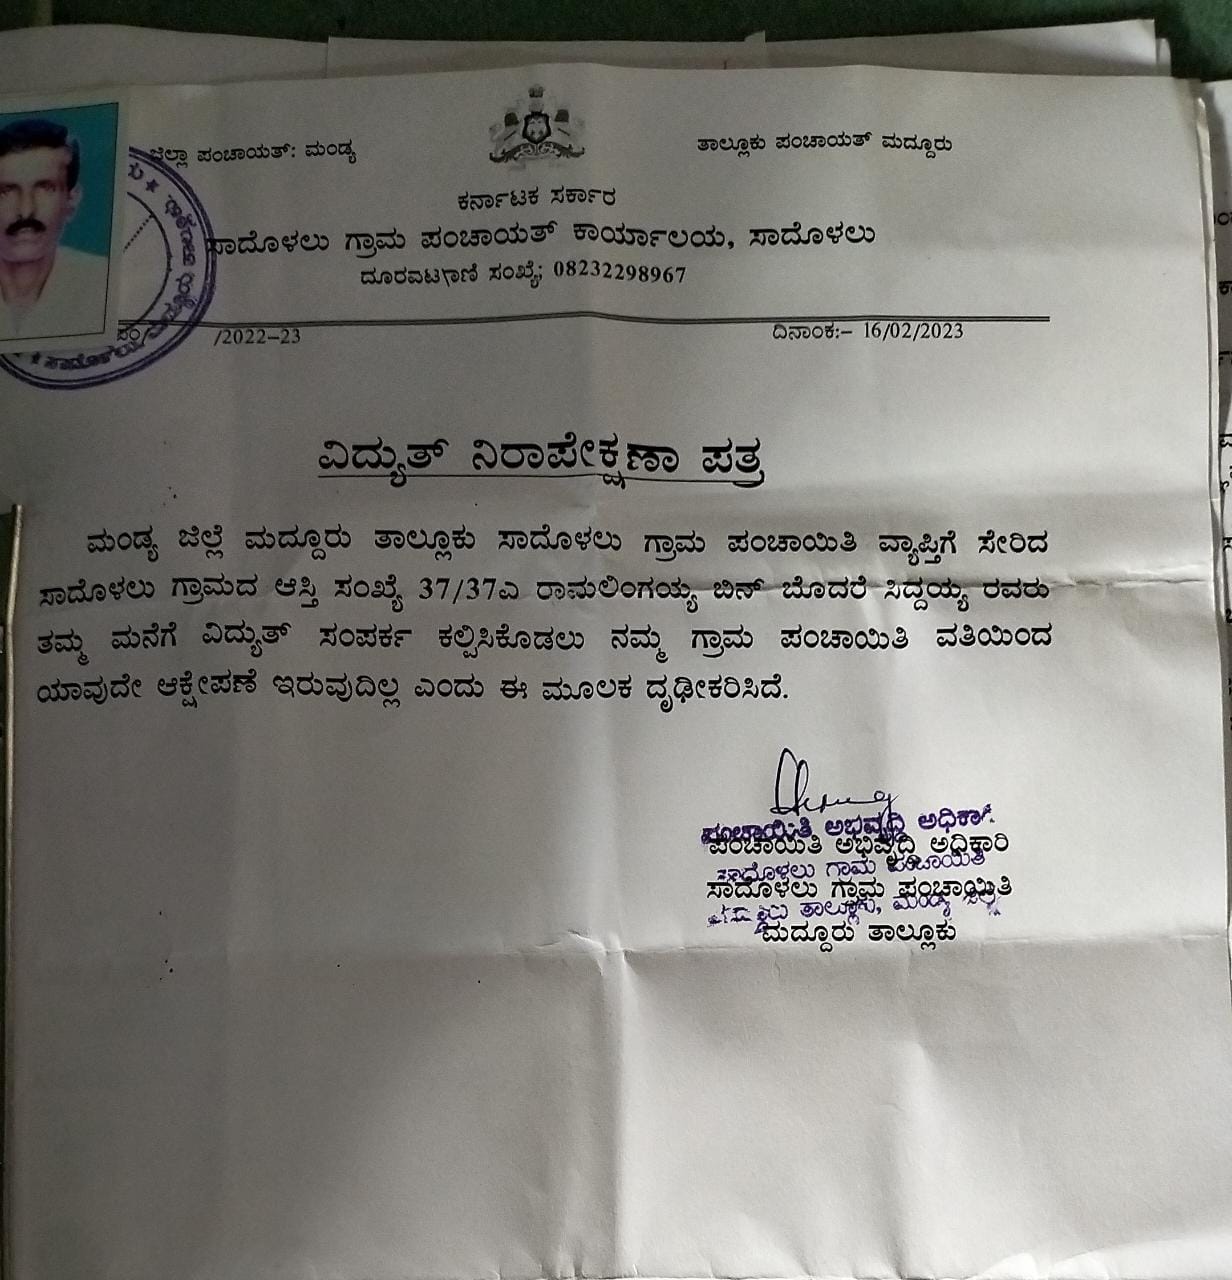 ಜಿಲ್ಲಾ ಪಂಚಾಯತ್: ಮಂಡ್ಯ
ತಾಲ್ಲೂಕು ಪಂಚಾಯತ್ ಮದ್ದೂರು
ಕರ್ನಾಟಕ ಸರ್ಕಾರ
ಸಾದೊಳಲು ಗ್ರಾಮ ಪಂಚಾಯತ್ ಕಾರ್ಯಾಲಯ, ಸಾದೊಳಲು
ದೂರವಟಾಣಿ ಸಂಖ್ಯೆ; 08232298967
/2022-23
ದಿನಾಂಕ:- 16/02/2023
ವಿದ್ಯುತ್ ನಿರಾಪೇಕ್ಷಣಾ ಪತ್ರ
ಮಂಡ್ಯ ಜಿಲ್ಲೆ ಮದ್ದೂರು ತಾಲ್ಲೂಕು ಸಾದೊಳಲು ಗ್ರಾಮ ಪಂಚಾಯಿತಿ ವ್ಯಾಪ್ತಿಗೆ ಸೇರಿದ
ಸಾದೊಳಲು ಗ್ರಾಮದ ಆಸ್ತಿ ಸಂಖ್ಯೆ 37/37ಎ ರಾಮಲಿಂಗಯ್ಯ ಬಿನ್ ಬೊದರೆ ಸಿದ್ದಯ್ಯ ರವರು
ತಮ್ಮ ಮನೆಗೆ ವಿದ್ಯುತ್ ಸಂಪರ್ಕ ಕಲ್ಪಿಸಿಕೊಡಲು ನಮ್ಮ ಗ್ರಾಮ ಪಂಚಾಯಿತಿ ವತಿಯಿಂದ
ಯಾವುದೇ ಆಕ್ಷೇಪಣೆ ಇರುವುದಿಲ್ಲ ಎಂದು ಈ ಮೂಲಕ ದೃಢೀಕರಿಸಿದೆ.
ಪಂಚಾಯಿತಿ ಅಭಿವೃದ್ಧಿ ಅಧಿಕಾರಿ
ಸಾದೊಳಲು ಗ್ರಾಮ ಪಂಚಾಯಿತಿ
ಮದ್ದೂರು ತಾಲ್ಲೂಕು